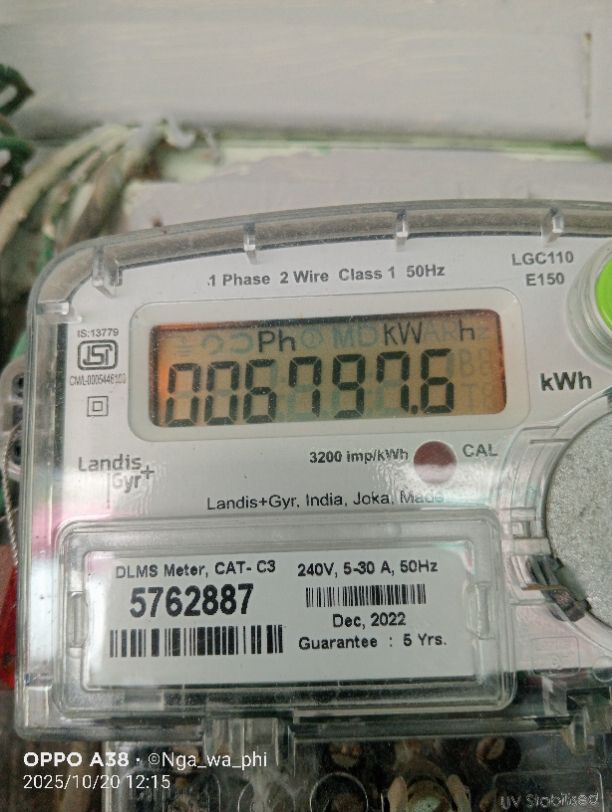 1 Phase 2 Wire Class 1 50Hz
LGC110
E150
IS:13779
Ph MD KW h
006797.6
kWh
3200 imp/kWh
CAL
Landis
Gyr+
Landis+Gyr, India, Joka, Made
DLMS Meter, CAT- C3
240V, 5-30 A, 50Hz
5762887
Dec, 2022
Guarantee : 5 Yrs.
OPPO A38 · ©Nga_wa_phi
2025/10/20 12:15
UV Stabilised